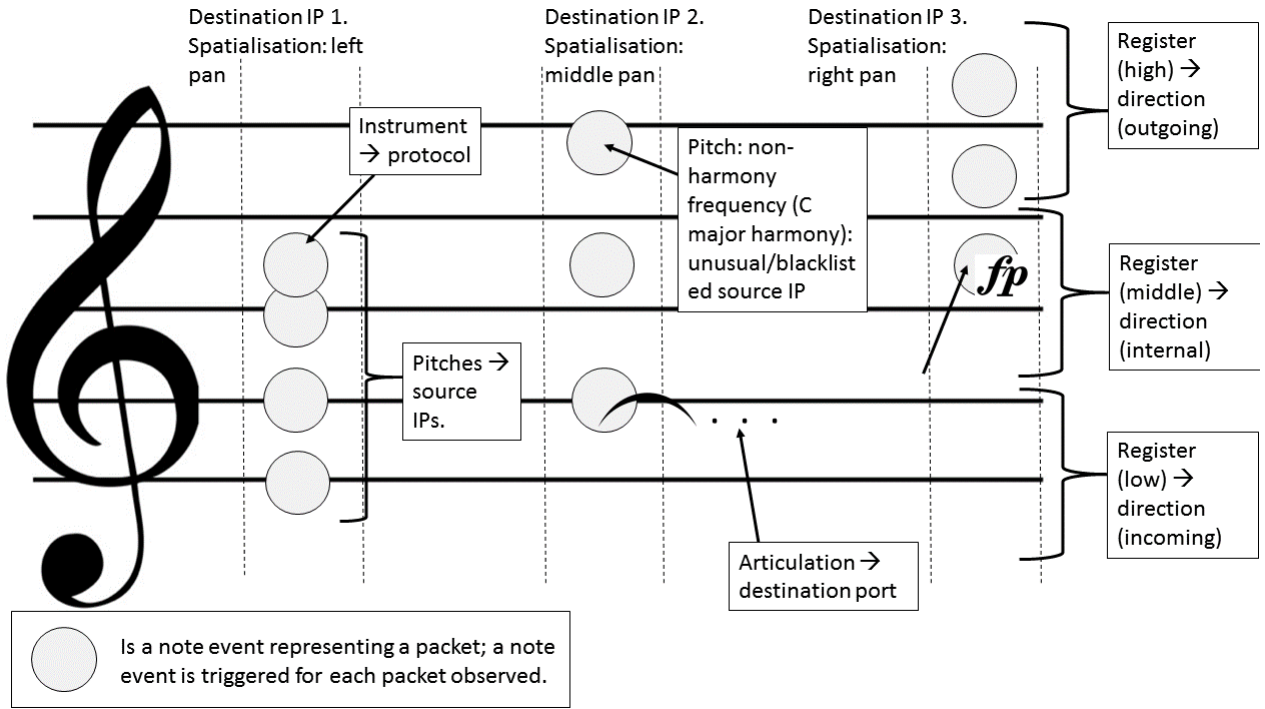 Destination IP 1.
Spatialisation: left
pan
Destination IP 2.
Spatialisation:
middle pan
Destination IP 3.
Spatialisation:
right pan
Register
(high) →
direction
(outgoing)
Instrument
→ protocol
Pitch: non-
harmony
frequency (C
major harmony):
unusual/blacklist
ed source IP
fp
Register
(middle) →
direction
(internal)
Pitches →
source
IPs.
Register
(low) →
direction
(incoming)
Articulation →
destination port
Is a note event representing a packet; a note
event is triggered for each packet observed.